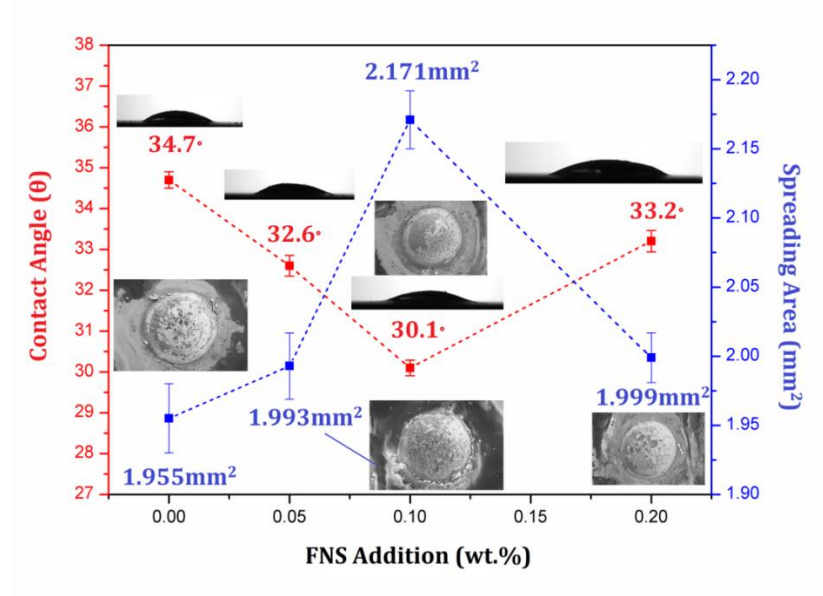 38
37
36
35
34
33
32
31
30
29
28
27
Contact Angle (θ)
34.7°
32.6°
30.1°
33.2°
2.171mm²
1.955mm²
1.993mm²
1.999mm²
2.20
2.15
2.10
2.05
2.00
1.95
1.90
Spreading Area (mm²)
0.00 0.05 0.10 0.15 0.20
FNS Addition (wt.%)